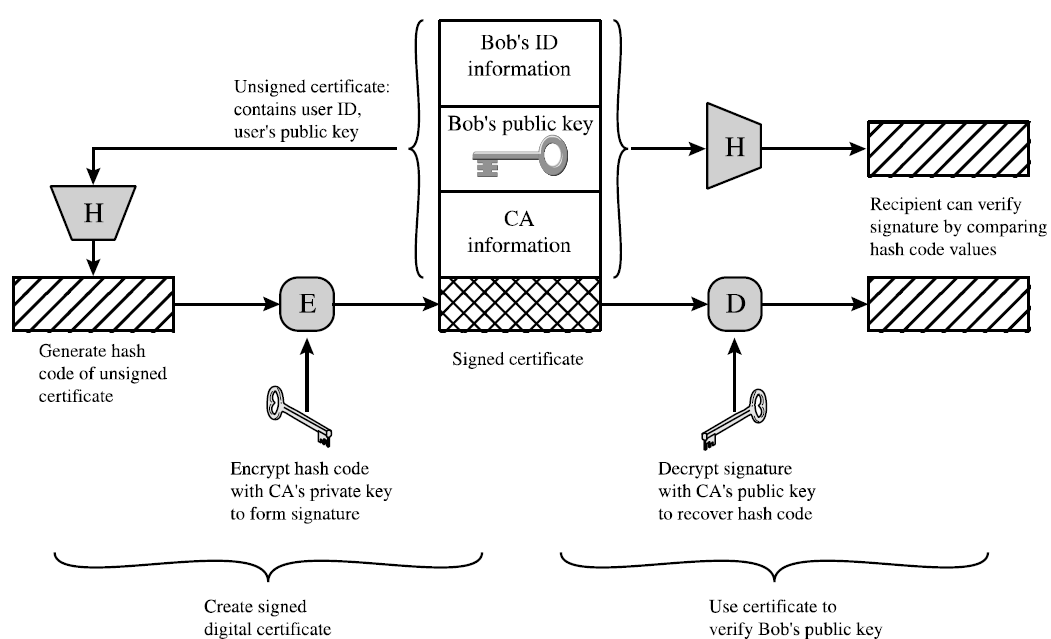 Bob's ID
information
Unsigned certificate:
contains user ID,
user's public key
Bob's public key
H
H
CA
information
Recipient can verify
signature by comparing
hash code values
E
D
Generate hash
code of unsigned
certificate
Signed certificate
Encrypt hash code
with CA's private key
to form signature
Decrypt signature
with CA's public key
to recover hash code
Create signed
digital certificate
Use certificate to
verify Bob's public key